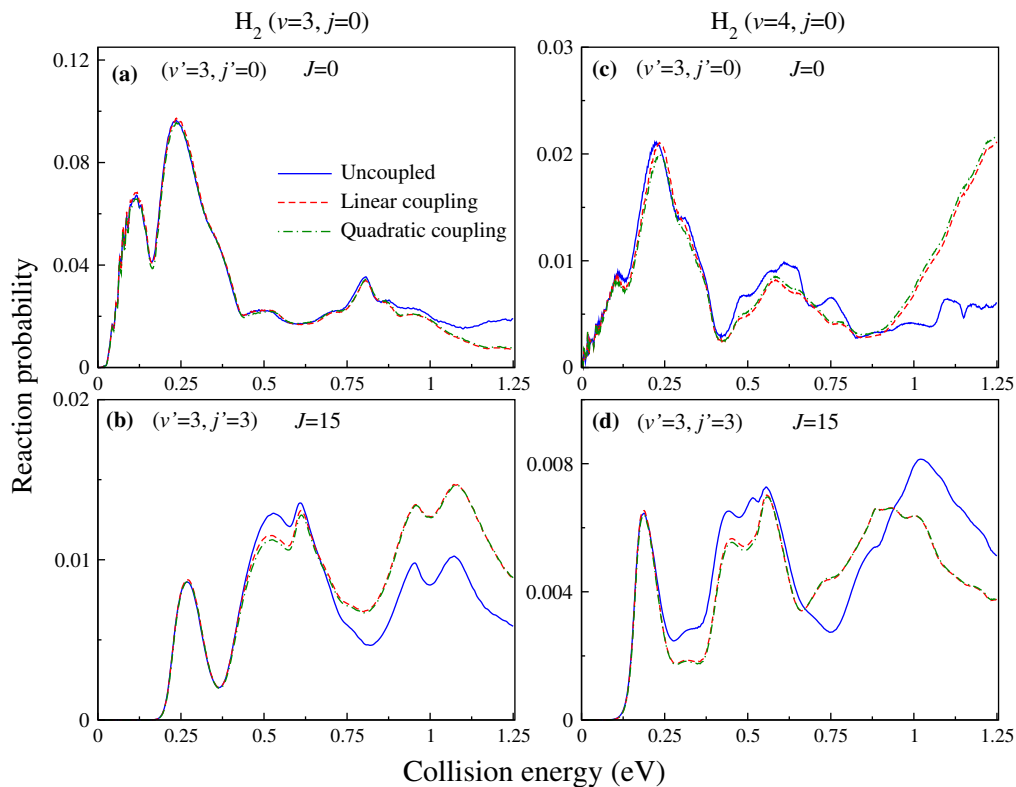 H2 (v=3, j=0)
H2 (v=4, j=0)
(a) (v'=3, j'=0) J=0
(c) (v'=3, j'=0) J=0
Uncoupled
Linear coupling
Quadratic coupling
0.12
0.08
0.04
0
0 0.25 0.5 0.75 1 1.25
0.03
0.02
0.01
0
0 0.25 0.5 0.75 1 1.25
(b) (v'=3, j'=3) J=15
(d) (v'=3, j'=3) J=15
0.02
0.01
0
0 0.25 0.5 0.75 1 1.25
0.008
0.004
0
0 0.25 0.5 0.75 1 1.25
Reaction probability
Collision energy (eV)